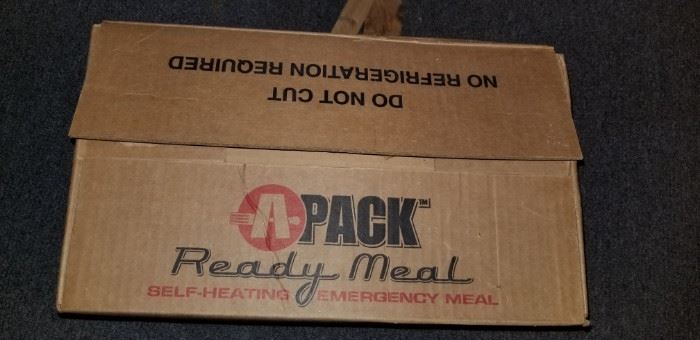 NO REFRIGERATION REQUIRED
DO NOT CUT
A PACK™
Ready Meal
SELF-HEATING EMERGENCY MEAL